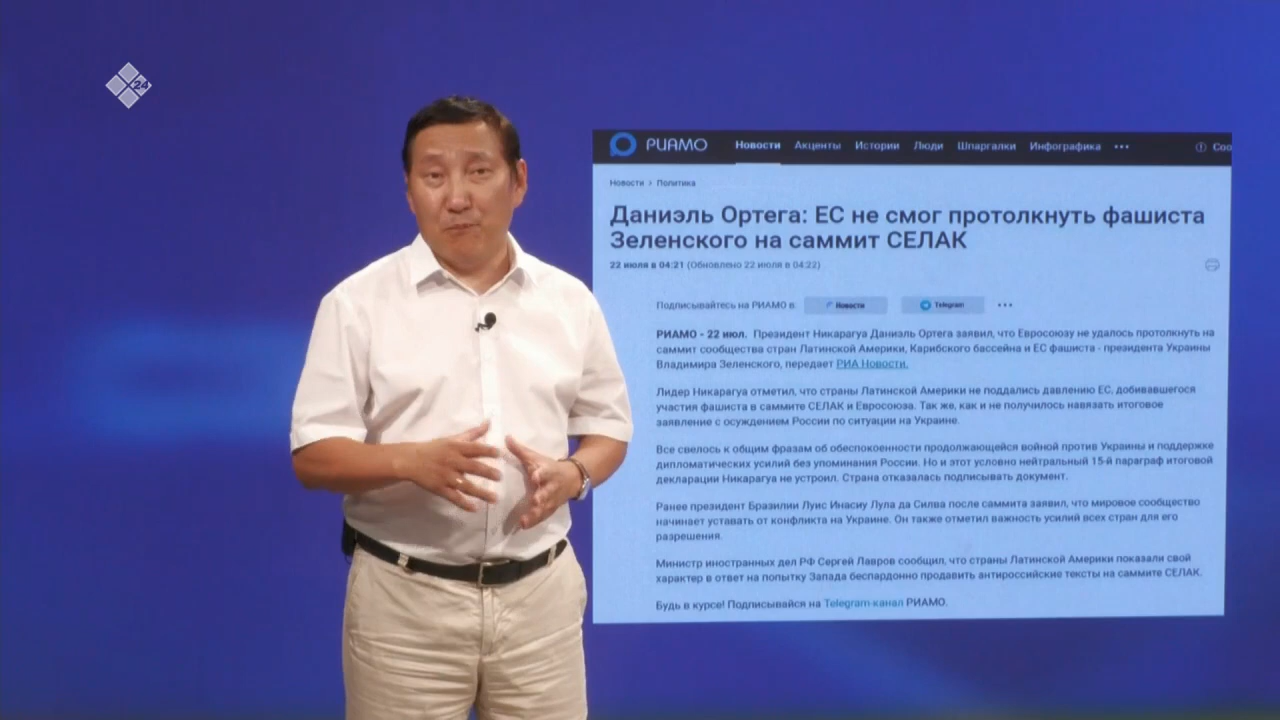 24
РИАМО Новости Акценты Истории Люди Шпаргалки Инфографика •••
Новости > Политика
Даниэль Ортега: ЕС не смог протолкнуть фашиста
Зеленского на саммит СЕЛАК
22 июля в 04:21 (Обновлено 22 июля в 04:22)
Подписывайтесь на РИАМО в: Новости Telegram •••
РИАМО - 22 июл. Президент Никарагуа Даниэль Ортега заявил, что Евросоюзу не удалось протолкнуть на
саммит сообщества стран Латинской Америки, Карибского бассейна и ЕС фашиста - президента Украины
Владимира Зеленского, передает РИА Новости.
Лидер Никарагуа отметил, что страны Латинской Америки не поддались давлению ЕС, добивавшегося
участия фашиста в саммите СЕЛАК и Евросоюза. Так же, как и не получилось навязать итоговое
заявление с осуждением России по ситуации на Украине.
Все свелось к общим фразам об обеспокоенности продолжающейся войной против Украины и поддержке
дипломатических усилий без упоминания России. Но и этот условно нейтральный 15-й параграф итоговой
декларации Никарагуа не устроил. Страна отказалась подписывать документ.
Ранее президент Бразилии Луис Инасиу Лула да Силва после саммита заявил, что мировое сообщество
начинает уставать от конфликта на Украине. Он также отметил важность усилий всех стран для его
разрешения.
Министр иностранных дел РФ Сергей Лавров сообщил, что страны Латинской Америки показали свой
характер в ответ на попытку Запада беспардонно продавить антироссийские тексты на саммите СЕЛАК.
Будь в курсе! Подписывайся на Telegram-канал РИАМО.